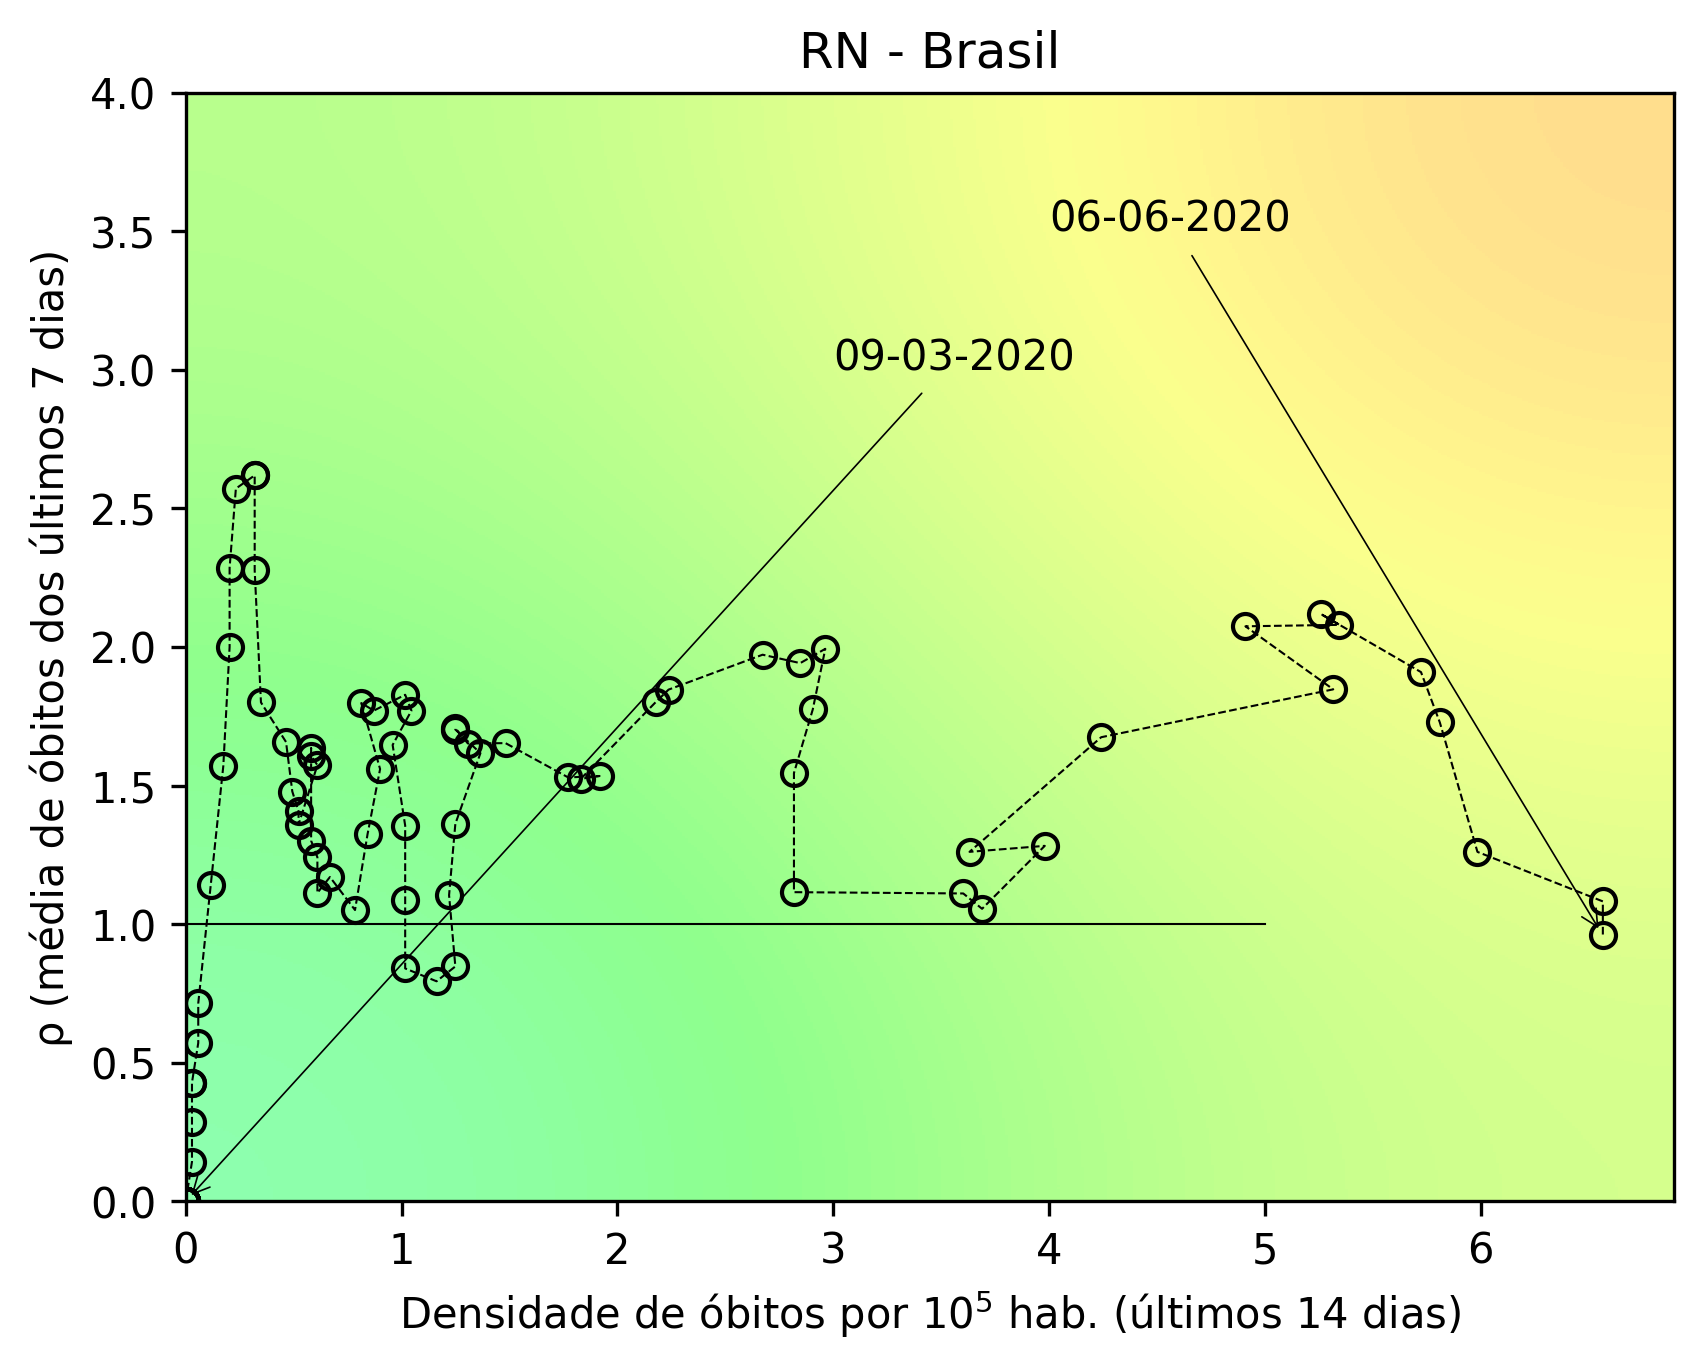 RN - Brasil
4.0
3.5
3.0
2.5
2.0
1.5
1.0
0.5
0.0
ρ (média de óbitos dos últimos 7 dias)
06-06-2020
09-03-2020
0 1 2 3 4 5 6
Densidade de óbitos por 10⁵ hab. (últimos 14 dias)